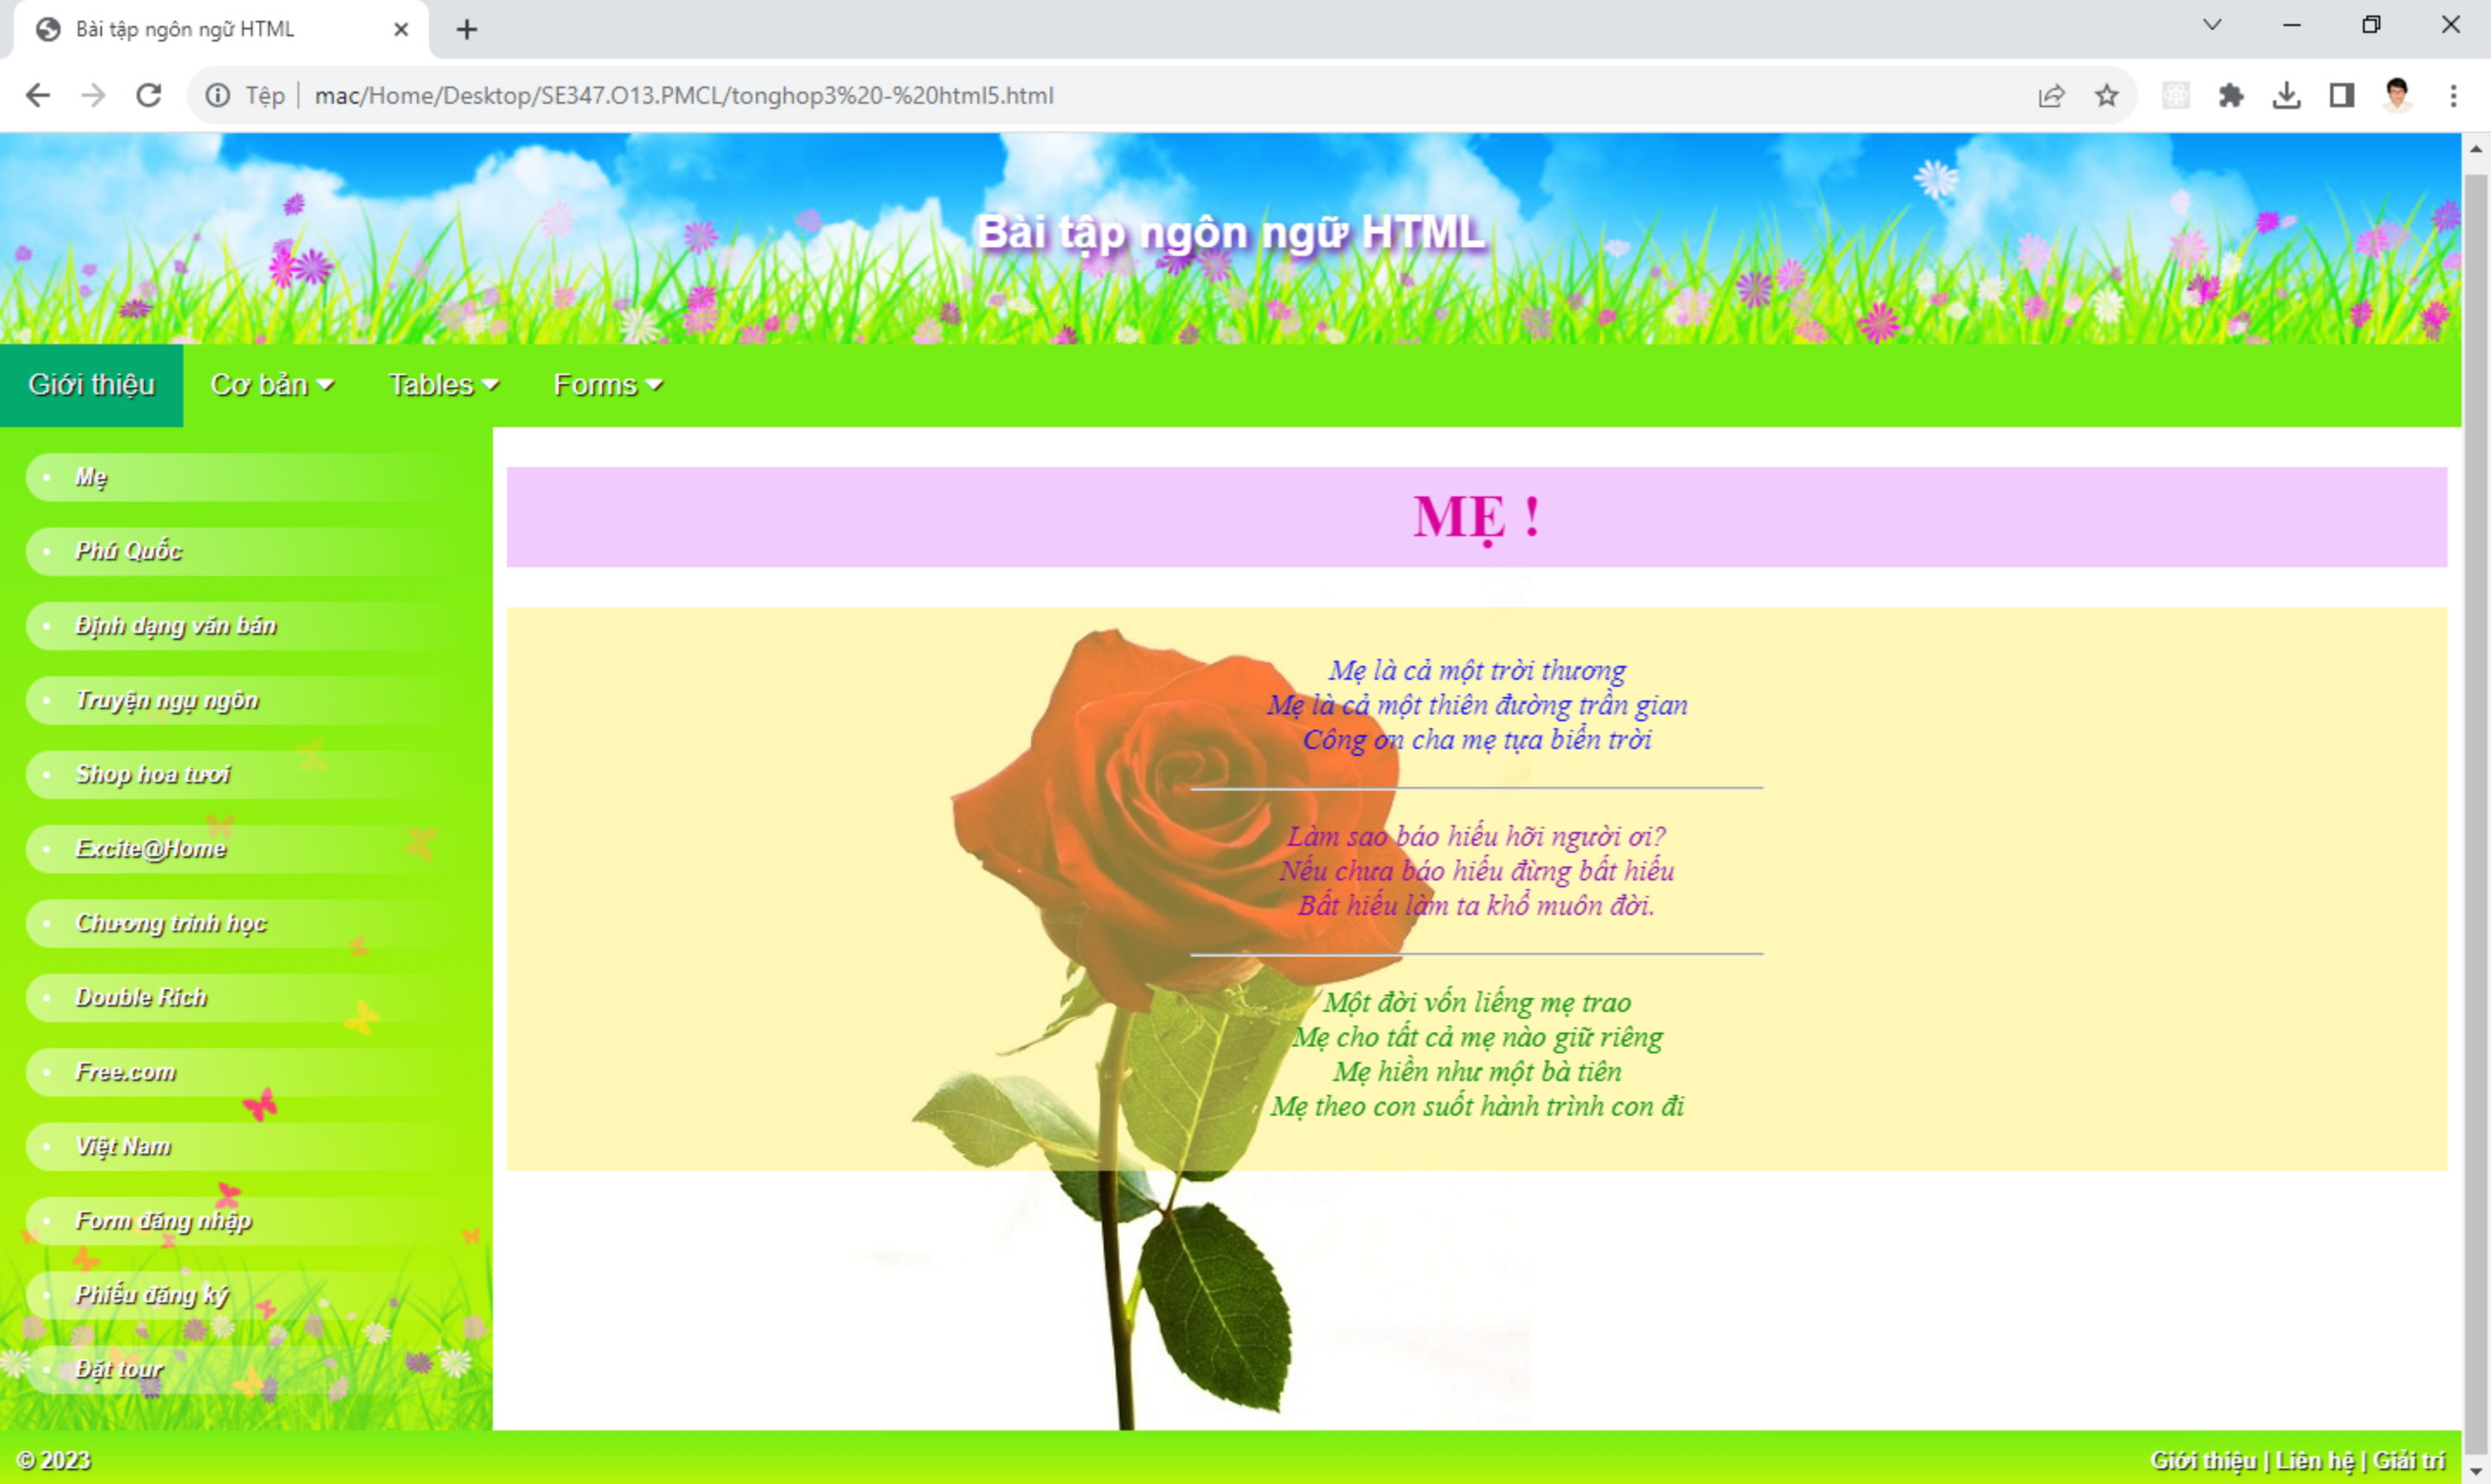 Bài tập ngôn ngữ HTML
Tệp | mac/Home/Desktop/SE347.O13.PMCL/tonghop3%20-%20html5.html
Bài tập ngôn ngữ HTML
Giới thiệu Cơ bản Tables Forms
Mẹ
Phú Quốc
Định dạng văn bản
Truyện ngụ ngôn
Shop hoa tươi
Excite@Home
Chương trình học
Double Rich
Free.com
Việt Nam
Form đăng nhập
Phiếu đăng ký
Đặt tour
MẸ !
Mẹ là cả một trời thương
Mẹ là cả một thiên đường trần gian
Công ơn cha mẹ tựa biển trời
Làm sao báo hiếu hỡi người ơi?
Nếu chưa báo hiếu đừng bất hiếu
Bất hiếu làm ta khổ muôn đời.
Một đời vốn liếng mẹ trao
Mẹ cho tất cả mẹ nào giữ riêng
Mẹ hiền như một bà tiên
Mẹ theo con suốt hành trình con đi
© 2023
Giới thiệu | Liên hệ | Giải trí